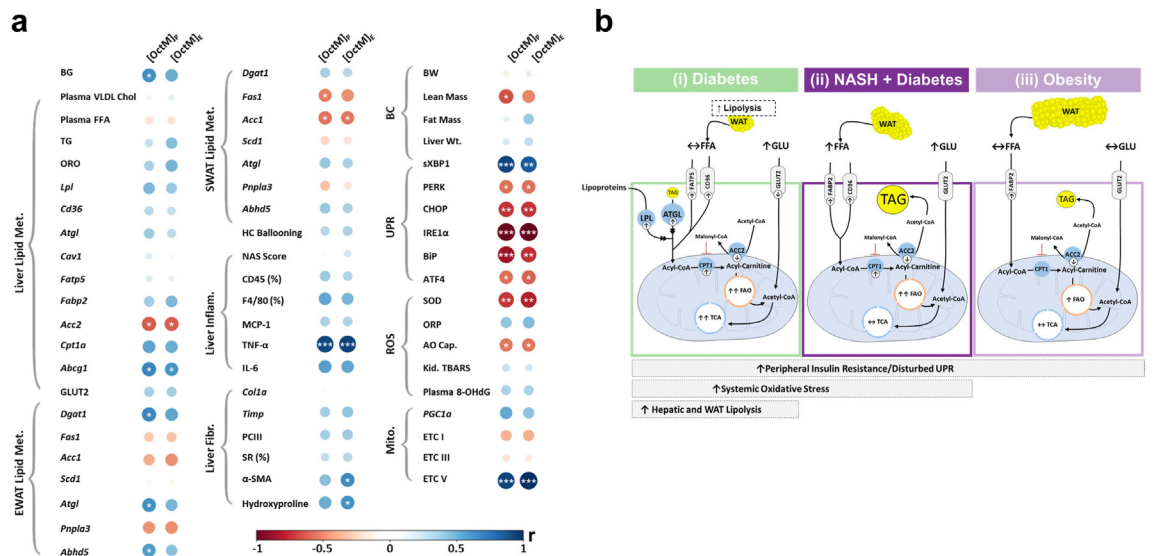 a
[OctM]P [OctM]E
BG
Liver Lipid Met.
Plasma VLDL Chol
Plasma FFA
TG
ORO
Lpl
Cd36
Atgl
Cav1
Fatp5
Fabp2
Acc2
* *
Cpt1a
Abcg1
* *
GLUT2
EWAT Lipid Met.
Dgat1
*
Fas1
Acc1
Scd1
Atgl
*
Pnpla3
Abhd5
*
[OctM]P [OctM]E
SWAT Lipid Met.
Dgat1
Fas1
*
Acc1
* *
Scd1
Atgl
Pnpla3
Abhd5
HC Ballooning
Liver Inflam.
NAS Score
CD45 (%)
F4/80 (%)
MCP-1
TNF-α
*** ***
IL-6
Liver Fibr.
Col1a
Timp
PCIII
SR (%)
α-SMA
*
Hydroxyproline
*
[OctM]P [OctM]E
BC
BW
Lean Mass
*
Fat Mass
Liver Wt.
UPR
sXBP1
*** **
PERK
* *
CHOP
** **
IRE1α
*** ***
BiP
*** **
ATF4
* *
ROS
SOD
** **
ORP
AO Cap.
* *
Kid. TBARS
Plasma 8-OHdG
Mito.
PGC1a
ETC I
ETC III
ETC V
*** ***
r
-1 -0.5 0 0.5 1
b
(i) Diabetes
↑ Lipolysis
WAT
↔FFA
↑GLU
Lipoproteins
TAG
FATP5
CD36
GLUT2
LPL
ATGL
Acetyl-CoA
Malonyl-CoA
ACC2
Acyl-CoA
CPT1
Acyl-Carnitine
↑↑ FAO
Acetyl-CoA
↑↑ TCA
(ii) NASH + Diabetes
WAT
↑FFA
↑GLU
FABP2
CD36
GLUT2
TAG
Acetyl-CoA
Malonyl-CoA
ACC2
Acyl-CoA
CPT1
Acyl-Carnitine
↑↑ FAO
Acetyl-CoA
↔ TCA
(iii) Obesity
WAT
↔FFA
↔GLU
FABP2
GLUT2
TAG
Acetyl-CoA
Malonyl-CoA
ACC2
Acyl-CoA
CPT1
Acyl-Carnitine
↑ FAO
Acetyl-CoA
↔ TCA
↑Peripheral Insulin Resistance/Disturbed UPR
↑Systemic Oxidative Stress
↑ Hepatic and WAT Lipolysis